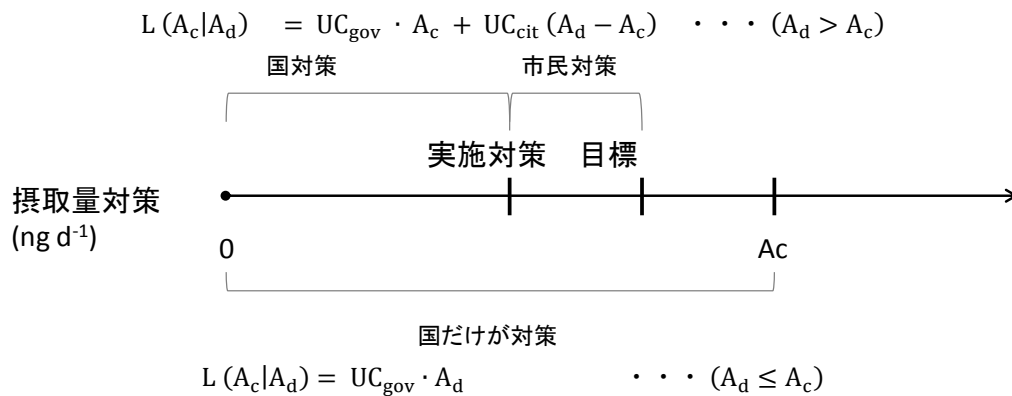 L (A_c|A_d) = UC_gov · A_c + UC_cit (A_d − A_c) ・・・(A_d > A_c)
国対策 市民対策
実施対策 目標
摂取量対策
(ng d⁻¹)
0 Ac
国だけが対策
L (A_c|A_d) = UC_gov · A_d ・・・(A_d ≤ A_c)